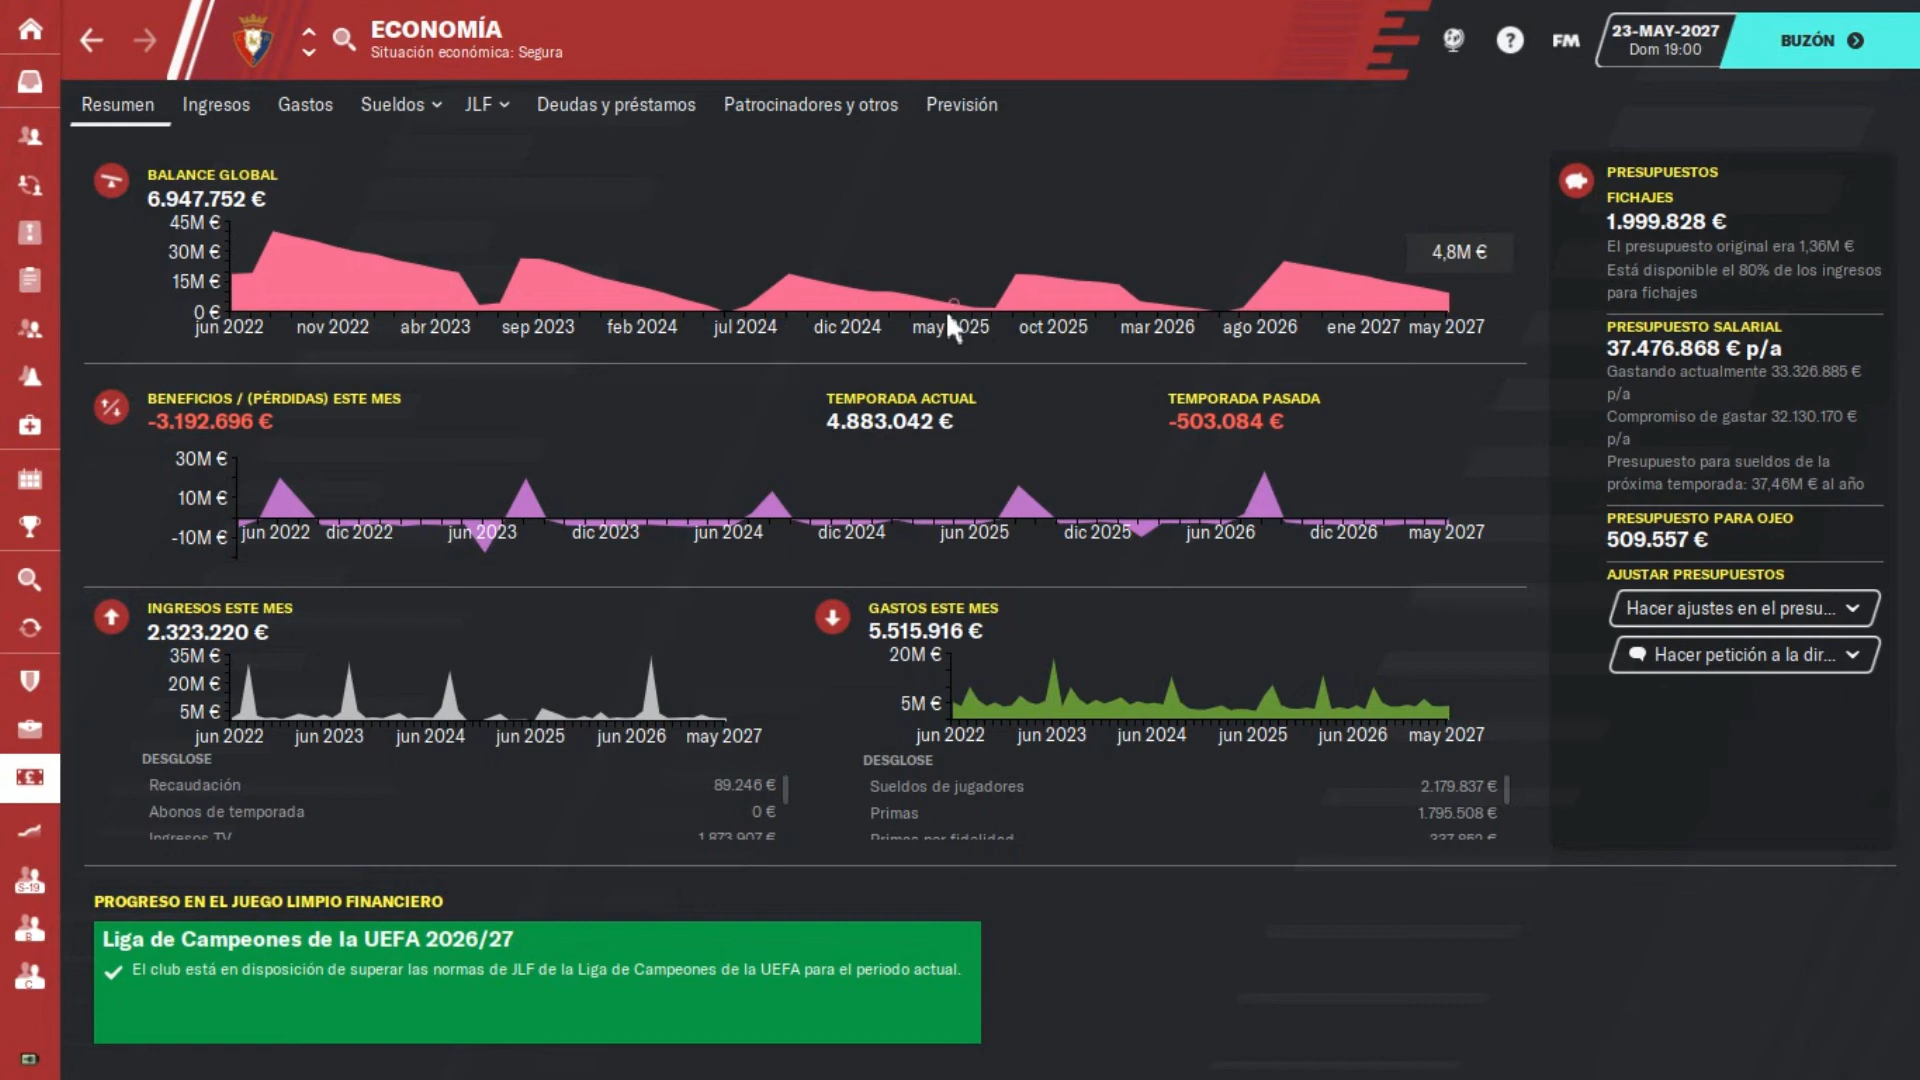 ECONOMÍA
Situación económica: Segura
FM
23-MAY-2027
Dom 19:00
BUZÓN
Resumen Ingresos Gastos Sueldos JLF Deudas y préstamos Patrocinadores y otros Previsión
BALANCE GLOBAL
6.947.752 €
45M €
30M €
15M €
0 €
4,8M €
jun 2022 nov 2022 abr 2023 sep 2023 feb 2024 jul 2024 dic 2024 may 2025 oct 2025 mar 2026 ago 2026 ene 2027 may 2027
BENEFICIOS / (PÉRDIDAS) ESTE MES
-3.192.696 €
TEMPORADA ACTUAL
4.883.042 €
TEMPORADA PASADA
-503.084 €
30M €
10M €
-10M €
jun 2022 dic 2022 jun 2023 dic 2023 jun 2024 dic 2024 jun 2025 dic 2025 jun 2026 dic 2026 may 2027
INGRESOS ESTE MES
2.323.220 €
35M €
20M €
5M €
jun 2022 jun 2023 jun 2024 jun 2025 jun 2026 may 2027
DESGLOSE
Recaudación 89.246 €
Abonos de temporada 0 €
Ingresos TV 1.873.907 €
GASTOS ESTE MES
5.515.916 €
20M €
5M €
jun 2022 jun 2023 jun 2024 jun 2025 jun 2026 may 2027
DESGLOSE
Sueldos de jugadores 2.179.837 €
Primas 1.795.508 €
Primas por fidelidad 337.852 €
PRESUPUESTOS
FICHAJES
1.999.828 €
El presupuesto original era 1,36M €
Está disponible el 80% de los ingresos
para fichajes
PRESUPUESTO SALARIAL
37.476.868 € p/a
Gastando actualmente 33.326.885 €
p/a
Compromiso de gastar 32.130.170 €
p/a
Presupuesto para sueldos de la
próxima temporada: 37,46M € al año
PRESUPUESTO PARA OJEO
509.557 €
AJUSTAR PRESUPUESTOS
Hacer ajustes en el presu...
Hacer petición a la dir...
PROGRESO EN EL JUEGO LIMPIO FINANCIERO
Liga de Campeones de la UEFA 2026/27
El club está en disposición de superar las normas de JLF de la Liga de Campeones de la UEFA para el periodo actual.
S-19
B
C